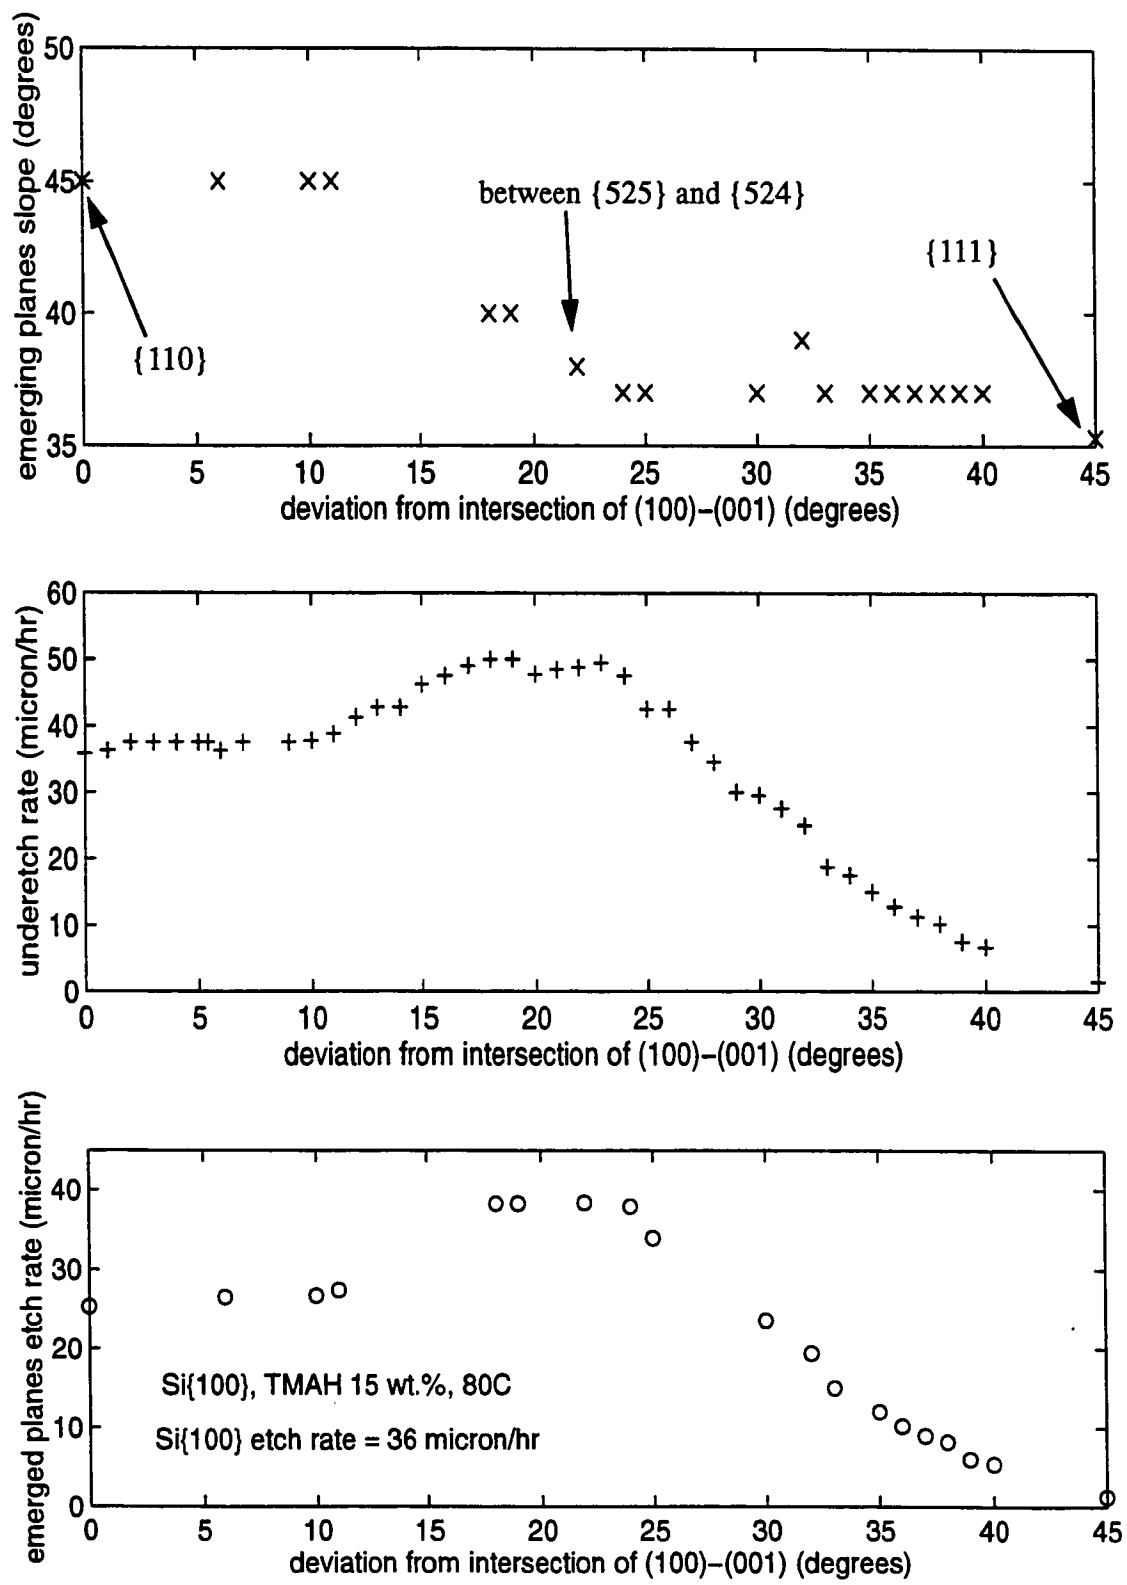 emerging planes slope (degrees)
50
45
40
35
between {525} and {524}
{111}
{110}
0 5 10 15 20 25 30 35 40 45
deviation from intersection of (100)–(001) (degrees)
underetch rate (micron/hr)
60
50
40
30
20
10
0
0 5 10 15 20 25 30 35 40 45
deviation from intersection of (100)–(001) (degrees)
emerged planes etch rate (micron/hr)
40
30
20
10
0
Si{100}, TMAH 15 wt.%, 80C
Si{100} etch rate = 36 micron/hr
0 5 10 15 20 25 30 35 40 45
deviation from intersection of (100)–(001) (degrees)